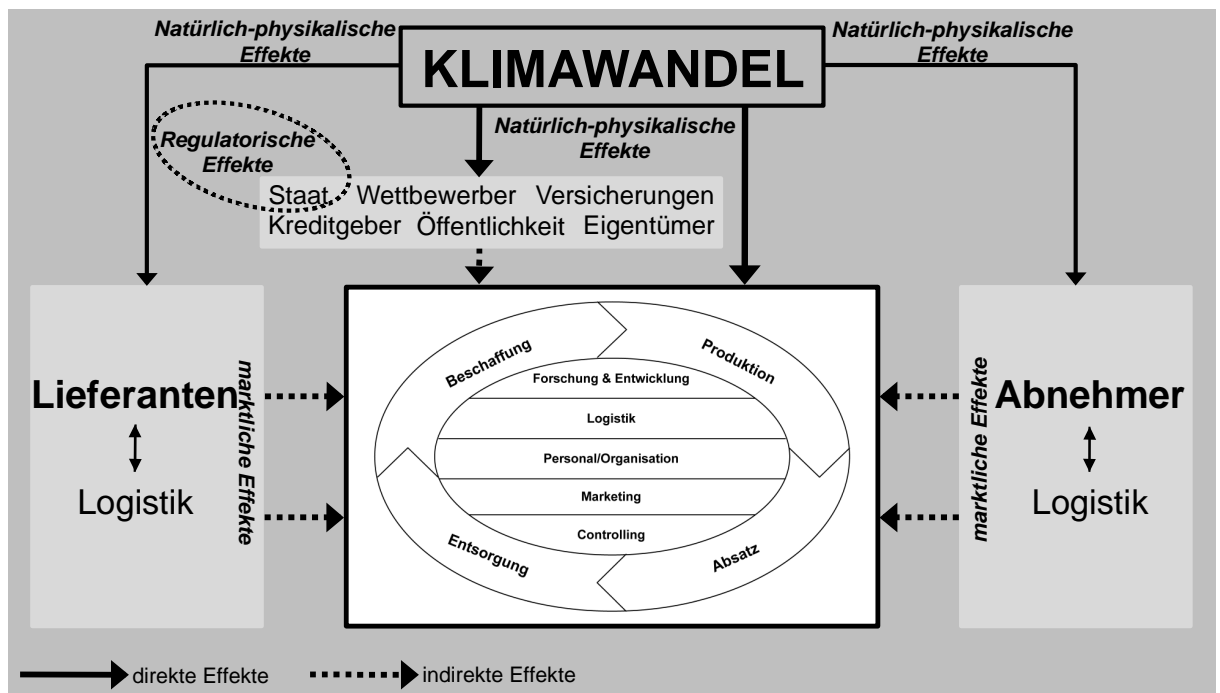 Natürlich-physikalische
Effekte
KLIMAWANDEL
Natürlich-physikalische
Effekte
Natürlich-physikalische
Effekte
Regulatorische
Effekte
Staat Wettbewerber Versicherungen
Kreditgeber Öffentlichkeit Eigentümer
Lieferanten
Logistik
marktliche Effekte
Beschaffung
Produktion
Forschung & Entwicklung
Logistik
Personal/Organisation
Marketing
Controlling
Entsorgung
Absatz
marktliche Effekte
Abnehmer
Logistik
direkte Effekte
indirekte Effekte